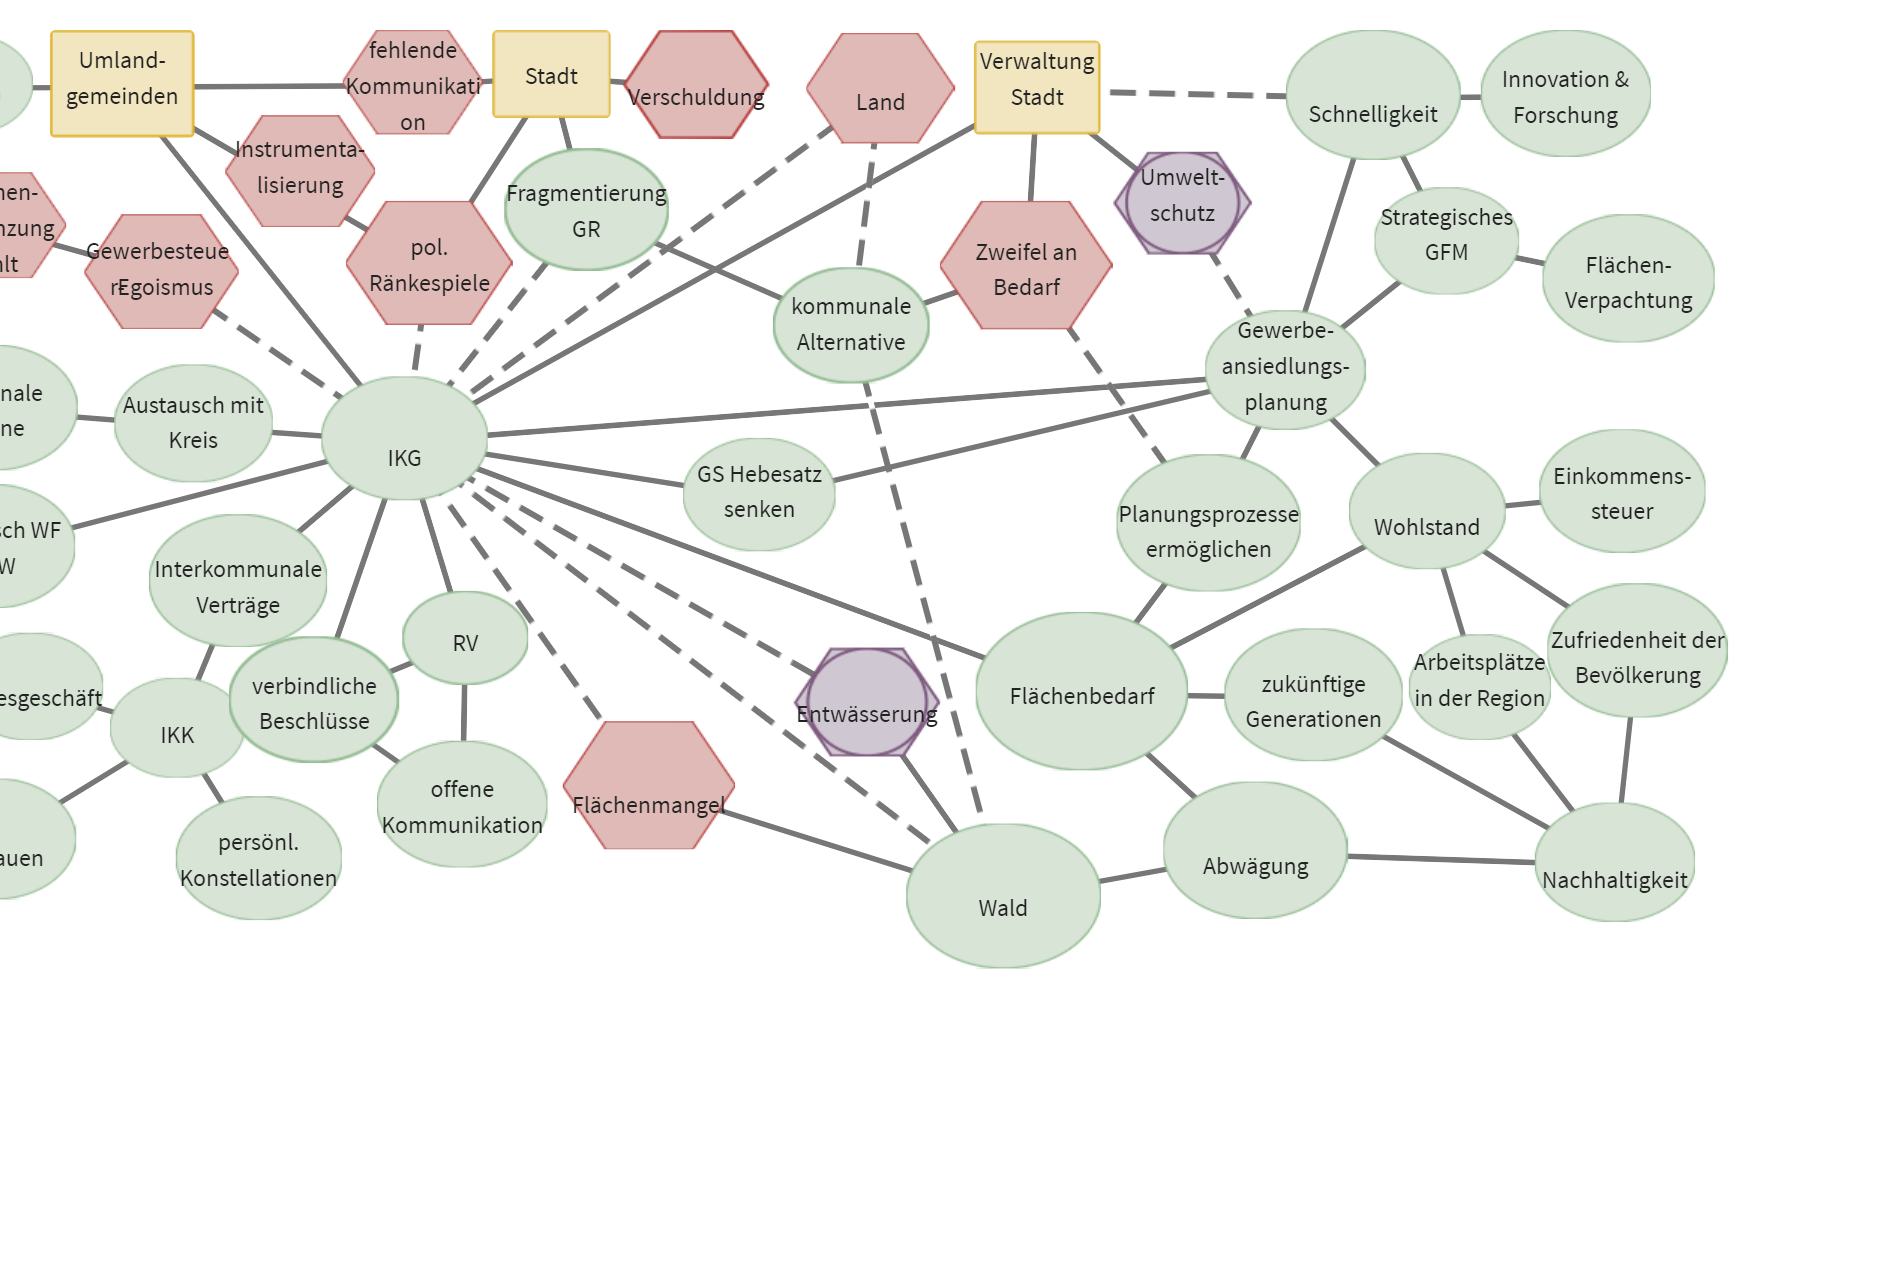 Umland-
gemeinden
fehlende
Kommunikati
on
Stadt
Verschuldung
Land
Verwaltung
Stadt
Schnelligkeit
Innovation &
Forschung
Instrumenta-
lisierung
Umwelt-
schutz
nzung
Gewerbesteue
rEgoismus
pol.
Ränkespiele
Fragmentierung
GR
kommunale
Alternative
Zweifel an
Bedarf
Strategisches
GFM
Flächen-
Verpachtung
Gewerbe-
ansiedlungs-
planung
nale
ne
Austausch mit
Kreis
IKG
GS Hebesatz
senken
Planungsprozesse
ermöglichen
Wohlstand
Einkommens-
steuer
sch WF
W
Interkommunale
Verträge
RV
verbindliche
Beschlüsse
esgeschäft
IKK
Entwässerung
Flächenbedarf
zukünftige
Generationen
Arbeitsplätze
in der Region
Zufriedenheit der
Bevölkerung
offene
Kommunikation
Flächenmangel
auen
persönl.
Konstellationen
Wald
Abwägung
Nachhaltigkeit